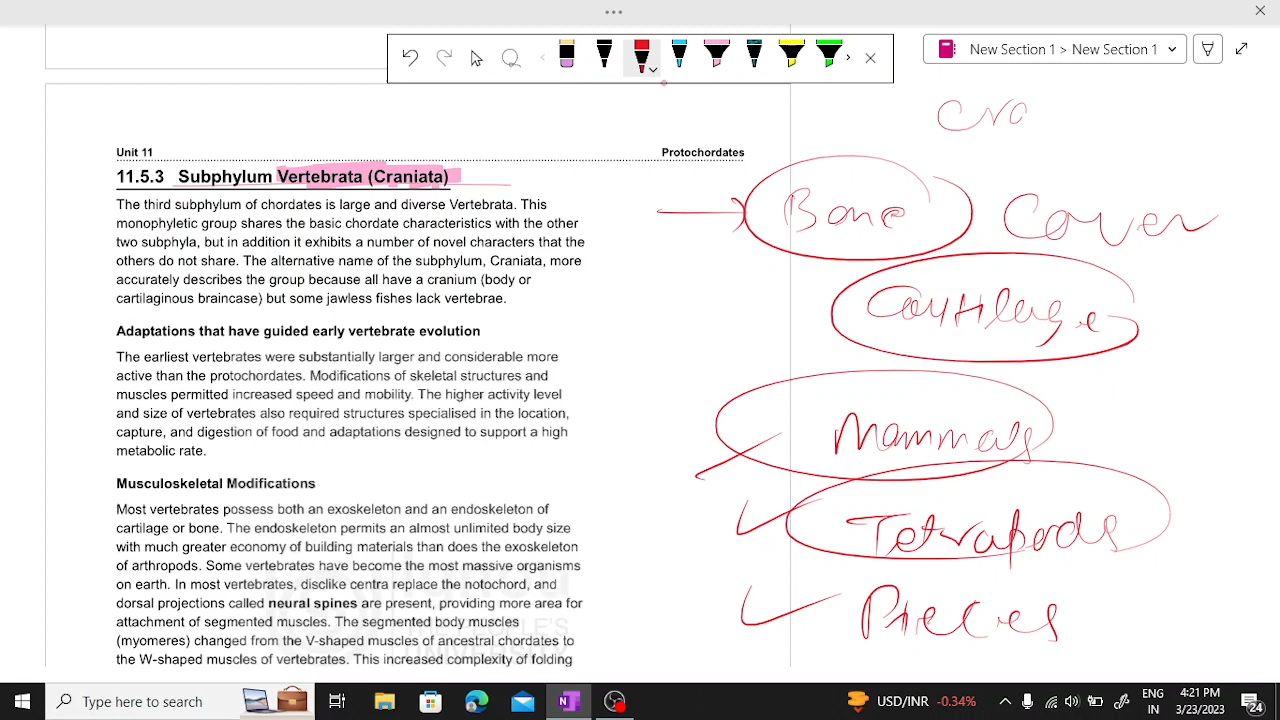 New Section 1 > New Section 1
Cra
Unit 11
Protochordates
11.5.3 Subphylum Vertebrata (Craniata)
The third subphylum of chordates is large and diverse Vertebrata. This
monophyletic group shares the basic chordate characteristics with the other
two subphyla, but in addition it exhibits a number of novel characters that the
others do not share. The alternative name of the subphylum, Craniata, more
accurately describes the group because all have a cranium (body or
cartilaginous braincase) but some jawless fishes lack vertebrae.
Bone Cover
Cartilage
Adaptations that have guided early vertebrate evolution
The earliest vertebrates were substantially larger and considerable more
active than the protochordates. Modifications of skeletal structures and
muscles permitted increased speed and mobility. The higher activity level
and size of vertebrates also required structures specialised in the location,
capture, and digestion of food and adaptations designed to support a high
metabolic rate.
Mammals
Musculoskeletal Modifications
Most vertebrates possess both an exoskeleton and an endoskeleton of
cartilage or bone. The endoskeleton permits an almost unlimited body size
with much greater economy of building materials than does the exoskeleton
of arthropods. Some vertebrates have become the most massive organisms
on earth. In most vertebrates, disclike centra replace the notochord, and
dorsal projections called neural spines are present, providing more area for
attachment of segmented muscles. The segmented body muscles
(myomeres) changed from the V-shaped muscles of ancestral chordates to
the W-shaped muscles of vertebrates. This increased complexity of folding
Tetrapods
THE PEOPLE'S
UNIVERSITY
Type here to search
USD/INR -0.34%
ENG
IN
4:21 PM
3/23/2023
24